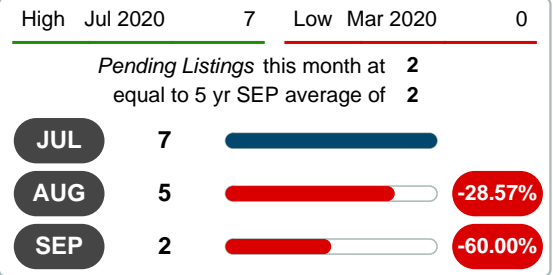 High Jul 2020 7 Low Mar 2020 0
Pending Listings this month at 2
equal to 5 yr SEP average of 2
JUL 7
AUG 5 -28.57%
SEP 2 -60.00%